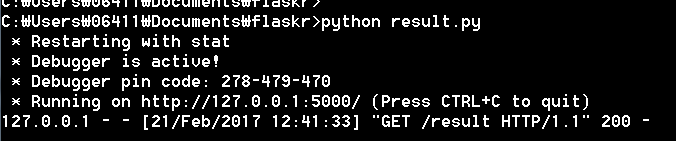 C:₩Users₩06411₩Documents₩flaskr>
C:₩Users₩06411₩Documents₩flaskr>python result.py
* Restarting with stat
* Debugger is active!
* Debugger pin code: 278-479-470
* Running on http://127.0.0.1:5000/ (Press CTRL+C to quit)
127.0.0.1 - - [21/Feb/2017 12:41:33] "GET /result HTTP/1.1" 200 -